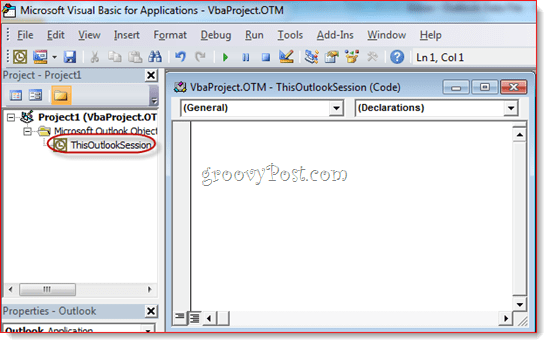 Microsoft Visual Basic for Applications - VbaProject.OTM
File Edit View Insert Format Debug Run Tools Add-Ins Window Help
Ln 1, Col 1
Project - Project1
Project1 (VbaProject.OT
Microsoft Outlook Object
ThisOutlookSession
VbaProject.OTM - ThisOutlookSession (Code)
(General) (Declarations)
groovyPost.com
Properties - Outlook
Outlook Application